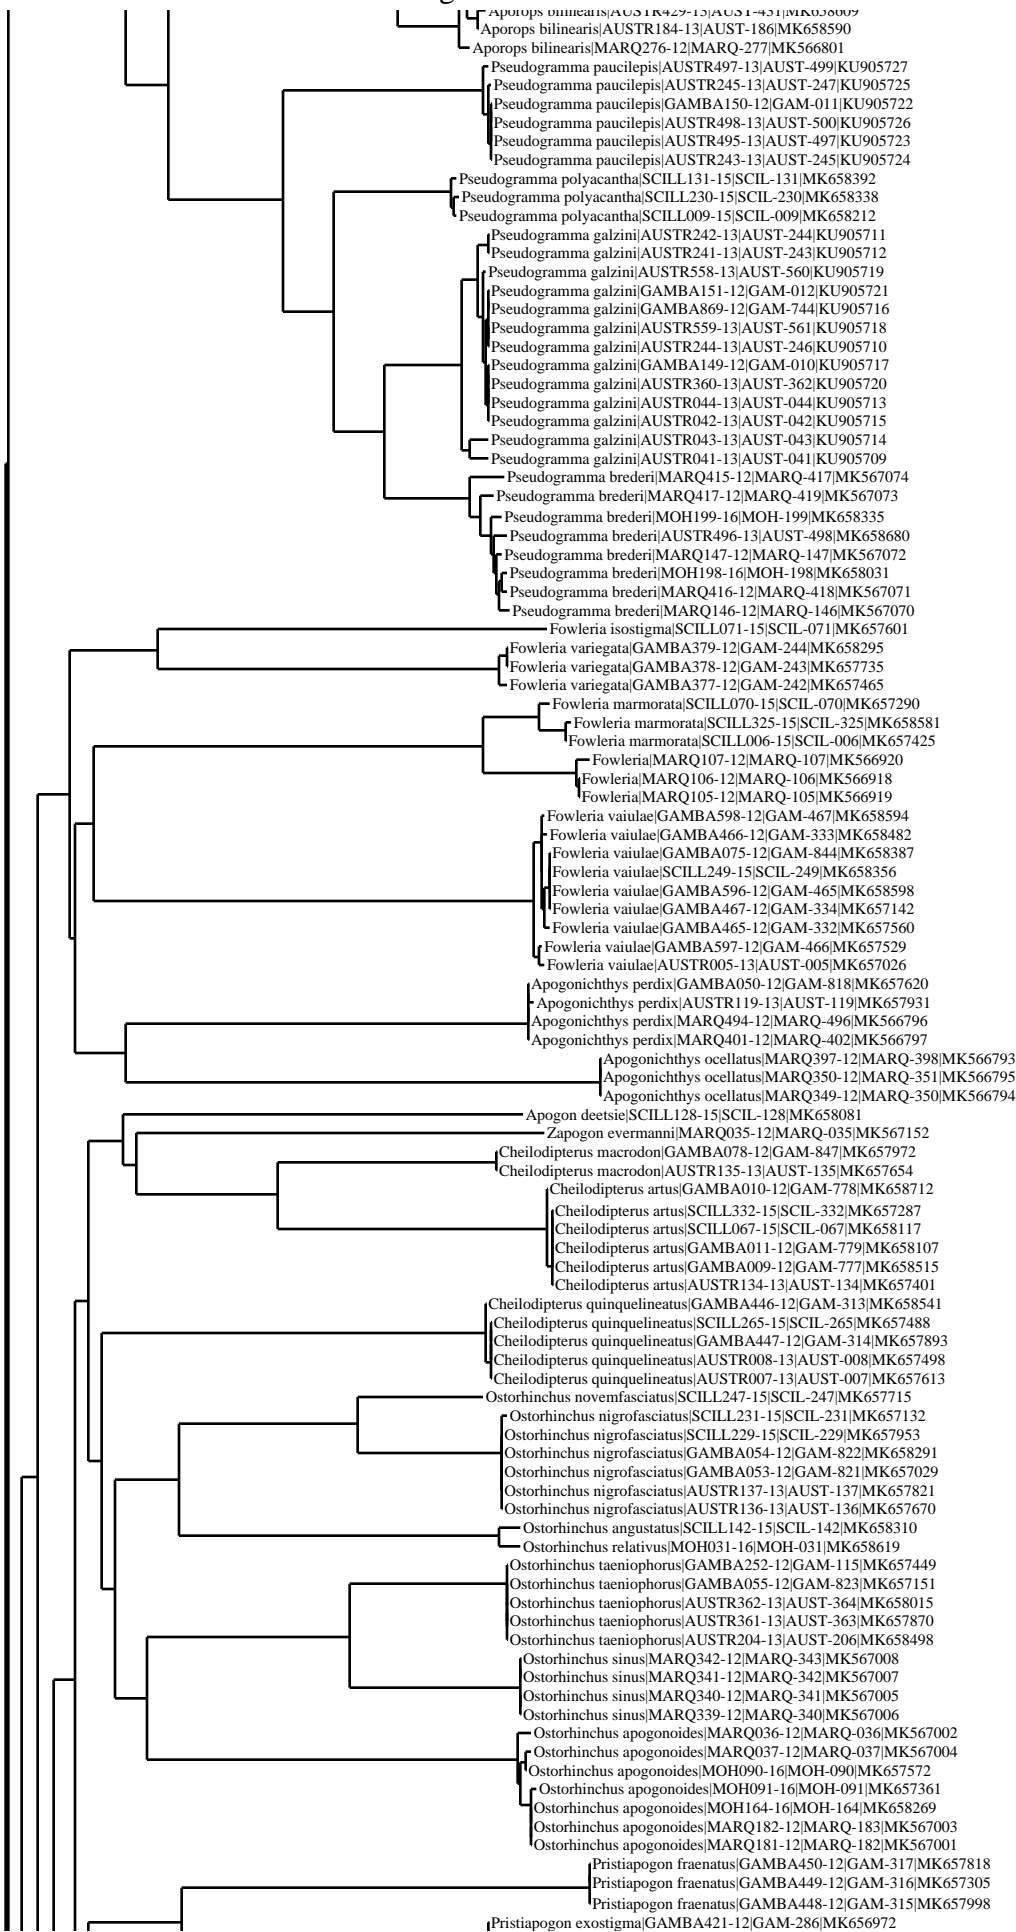 Aporops bilinearis|AUSTR429-13|AUST-431|MK658609
Aporops bilinearis|AUSTR184-13|AUST-186|MK658590
Aporops bilinearis|MARQ276-12|MARQ-277|MK566801
Pseudogramma paucilepis|AUSTR497-13|AUST-499|KU905727
Pseudogramma paucilepis|AUSTR245-13|AUST-247|KU905725
Pseudogramma paucilepis|GAMBA150-12|GAM-011|KU905722
Pseudogramma paucilepis|AUSTR498-13|AUST-500|KU905726
Pseudogramma paucilepis|AUSTR495-13|AUST-497|KU905723
Pseudogramma paucilepis|AUSTR243-13|AUST-245|KU905724
Pseudogramma polyacantha|SCILL131-15|SCIL-131|MK658392
Pseudogramma polyacantha|SCILL230-15|SCIL-230|MK658338
Pseudogramma polyacantha|SCILL009-15|SCIL-009|MK658212
Pseudogramma galzini|AUSTR242-13|AUST-244|KU905711
Pseudogramma galzini|AUSTR241-13|AUST-243|KU905712
Pseudogramma galzini|AUSTR558-13|AUST-560|KU905719
Pseudogramma galzini|GAMBA151-12|GAM-012|KU905721
Pseudogramma galzini|GAMBA869-12|GAM-744|KU905716
Pseudogramma galzini|AUSTR559-13|AUST-561|KU905718
Pseudogramma galzini|AUSTR244-13|AUST-246|KU905710
Pseudogramma galzini|GAMBA149-12|GAM-010|KU905717
Pseudogramma galzini|AUSTR360-13|AUST-362|KU905720
Pseudogramma galzini|AUSTR044-13|AUST-044|KU905713
Pseudogramma galzini|AUSTR042-13|AUST-042|KU905715
Pseudogramma galzini|AUSTR043-13|AUST-043|KU905714
Pseudogramma galzini|AUSTR041-13|AUST-041|KU905709
Pseudogramma brederi|MARQ415-12|MARQ-417|MK567074
Pseudogramma brederi|MARQ417-12|MARQ-419|MK567073
Pseudogramma brederi|MOH199-16|MOH-199|MK658335
Pseudogramma brederi|AUSTR496-13|AUST-498|MK658680
Pseudogramma brederi|MARQ147-12|MARQ-147|MK567072
Pseudogramma brederi|MOH198-16|MOH-198|MK658031
Pseudogramma brederi|MARQ416-12|MARQ-418|MK567071
Pseudogramma brederi|MARQ146-12|MARQ-146|MK567070
Fowleria isostigma|SCILL071-15|SCIL-071|MK657601
Fowleria variegata|GAMBA379-12|GAM-244|MK658295
Fowleria variegata|GAMBA378-12|GAM-243|MK657735
Fowleria variegata|GAMBA377-12|GAM-242|MK657465
Fowleria marmorata|SCILL070-15|SCIL-070|MK657290
Fowleria marmorata|SCILL325-15|SCIL-325|MK658581
Fowleria marmorata|SCILL006-15|SCIL-006|MK657425
Fowleria|MARQ107-12|MARQ-107|MK566920
Fowleria|MARQ106-12|MARQ-106|MK566918
Fowleria|MARQ105-12|MARQ-105|MK566919
Fowleria vaiulae|GAMBA598-12|GAM-467|MK658594
Fowleria vaiulae|GAMBA466-12|GAM-333|MK658482
Fowleria vaiulae|GAMBA075-12|GAM-844|MK658387
Fowleria vaiulae|SCILL249-15|SCIL-249|MK658356
Fowleria vaiulae|GAMBA596-12|GAM-465|MK658598
Fowleria vaiulae|GAMBA467-12|GAM-334|MK657142
Fowleria vaiulae|GAMBA465-12|GAM-332|MK657560
Fowleria vaiulae|GAMBA597-12|GAM-466|MK657529
Fowleria vaiulae|AUSTR005-13|AUST-005|MK657026
Apogonichthys perdix|GAMBA050-12|GAM-818|MK657620
Apogonichthys perdix|AUSTR119-13|AUST-119|MK657931
Apogonichthys perdix|MARQ494-12|MARQ-496|MK566796
Apogonichthys perdix|MARQ401-12|MARQ-402|MK566797
Apogonichthys ocellatus|MARQ397-12|MARQ-398|MK566793
Apogonichthys ocellatus|MARQ350-12|MARQ-351|MK566795
Apogonichthys ocellatus|MARQ349-12|MARQ-350|MK566794
Apogon deetsie|SCILL128-15|SCIL-128|MK658081
Zapogon evermanni|MARQ035-12|MARQ-035|MK567152
Cheilodipterus macrodon|GAMBA078-12|GAM-847|MK657972
Cheilodipterus macrodon|AUSTR135-13|AUST-135|MK657654
Cheilodipterus artus|GAMBA010-12|GAM-778|MK658712
Cheilodipterus artus|SCILL332-15|SCIL-332|MK657287
Cheilodipterus artus|SCILL067-15|SCIL-067|MK658117
Cheilodipterus artus|GAMBA011-12|GAM-779|MK658107
Cheilodipterus artus|GAMBA009-12|GAM-777|MK658515
Cheilodipterus artus|AUSTR134-13|AUST-134|MK657401
Cheilodipterus quinquelineatus|GAMBA446-12|GAM-313|MK658541
Cheilodipterus quinquelineatus|SCILL265-15|SCIL-265|MK657488
Cheilodipterus quinquelineatus|GAMBA447-12|GAM-314|MK657893
Cheilodipterus quinquelineatus|AUSTR008-13|AUST-008|MK657498
Cheilodipterus quinquelineatus|AUSTR007-13|AUST-007|MK657613
Ostorhinchus novemfasciatus|SCILL247-15|SCIL-247|MK657715
Ostorhinchus nigrofasciatus|SCILL231-15|SCIL-231|MK657132
Ostorhinchus nigrofasciatus|SCILL229-15|SCIL-229|MK657953
Ostorhinchus nigrofasciatus|GAMBA054-12|GAM-822|MK658291
Ostorhinchus nigrofasciatus|GAMBA053-12|GAM-821|MK657029
Ostorhinchus nigrofasciatus|AUSTR137-13|AUST-137|MK657821
Ostorhinchus nigrofasciatus|AUSTR136-13|AUST-136|MK657670
Ostorhinchus angustatus|SCILL142-15|SCIL-142|MK658310
Ostorhinchus relativus|MOH031-16|MOH-031|MK658619
Ostorhinchus taeniophorus|GAMBA252-12|GAM-115|MK657449
Ostorhinchus taeniophorus|GAMBA055-12|GAM-823|MK657151
Ostorhinchus taeniophorus|AUSTR362-13|AUST-364|MK658015
Ostorhinchus taeniophorus|AUSTR361-13|AUST-363|MK657870
Ostorhinchus taeniophorus|AUSTR204-13|AUST-206|MK658498
Ostorhinchus sinus|MARQ342-12|MARQ-343|MK567008
Ostorhinchus sinus|MARQ341-12|MARQ-342|MK567007
Ostorhinchus sinus|MARQ340-12|MARQ-341|MK567005
Ostorhinchus sinus|MARQ339-12|MARQ-340|MK567006
Ostorhinchus apogonoides|MARQ036-12|MARQ-036|MK567002
Ostorhinchus apogonoides|MARQ037-12|MARQ-037|MK567004
Ostorhinchus apogonoides|MOH090-16|MOH-090|MK657572
Ostorhinchus apogonoides|MOH091-16|MOH-091|MK657361
Ostorhinchus apogonoides|MOH164-16|MOH-164|MK658269
Ostorhinchus apogonoides|MARQ182-12|MARQ-183|MK567003
Ostorhinchus apogonoides|MARQ181-12|MARQ-182|MK567001
Pristiapogon fraenatus|GAMBA450-12|GAM-317|MK657818
Pristiapogon fraenatus|GAMBA449-12|GAM-316|MK657305
Pristiapogon fraenatus|GAMBA448-12|GAM-315|MK657998
Pristiapogon exostigma|GAMBA421-12|GAM-286|MK656972